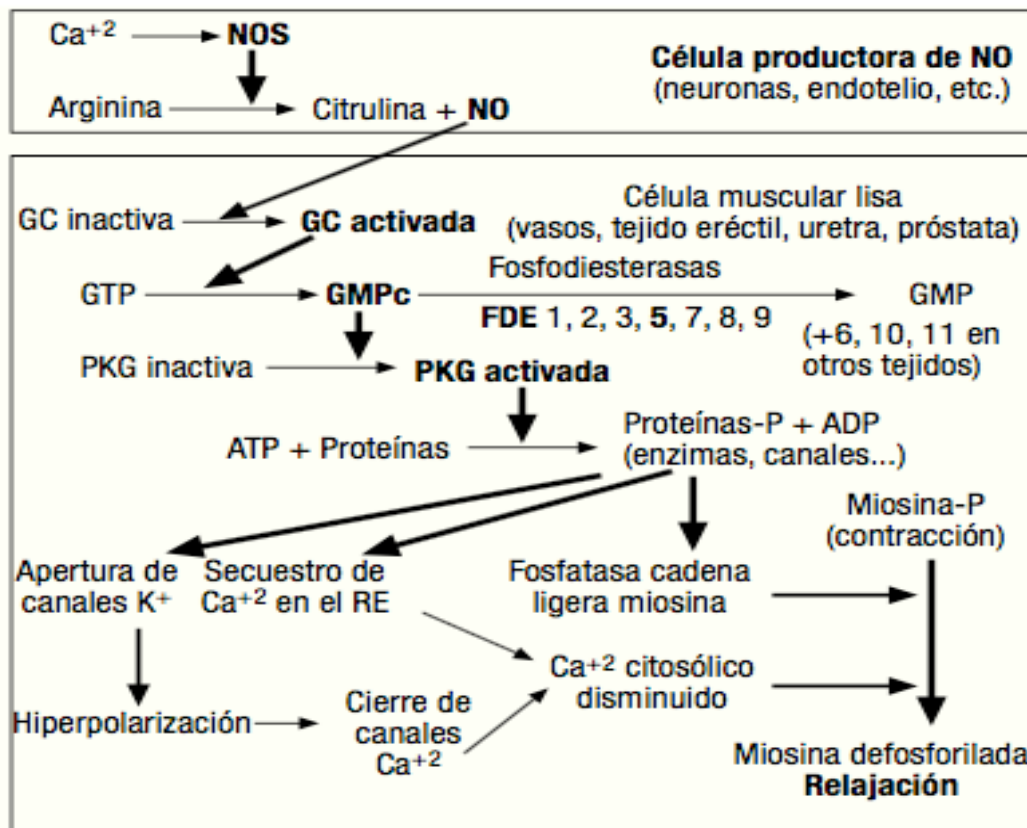 Ca+2 NOS
Célula productora de NO
(neuronas, endotelio, etc.)
Arginina Citrulina + NO
GC inactiva GC activada
Célula muscular lisa
(vasos, tejido eréctil, uretra, próstata)
Fosfodiesterasas
GTP GMPc GMP
FDE 1, 2, 3, 5, 7, 8, 9
(+6, 10, 11 en
otros tejidos)
PKG inactiva PKG activada
ATP + Proteínas
Proteínas-P + ADP
(enzimas, canales...)
Miosina-P
(contracción)
Apertura de
canales K+
Secuestro de
Ca+2 en el RE
Fosfatasa cadena
ligera miosina
Ca+2 citosólico
disminuido
Hiperpolarización
Cierre de
canales
Ca+2
Miosina defosforilada
Relajación